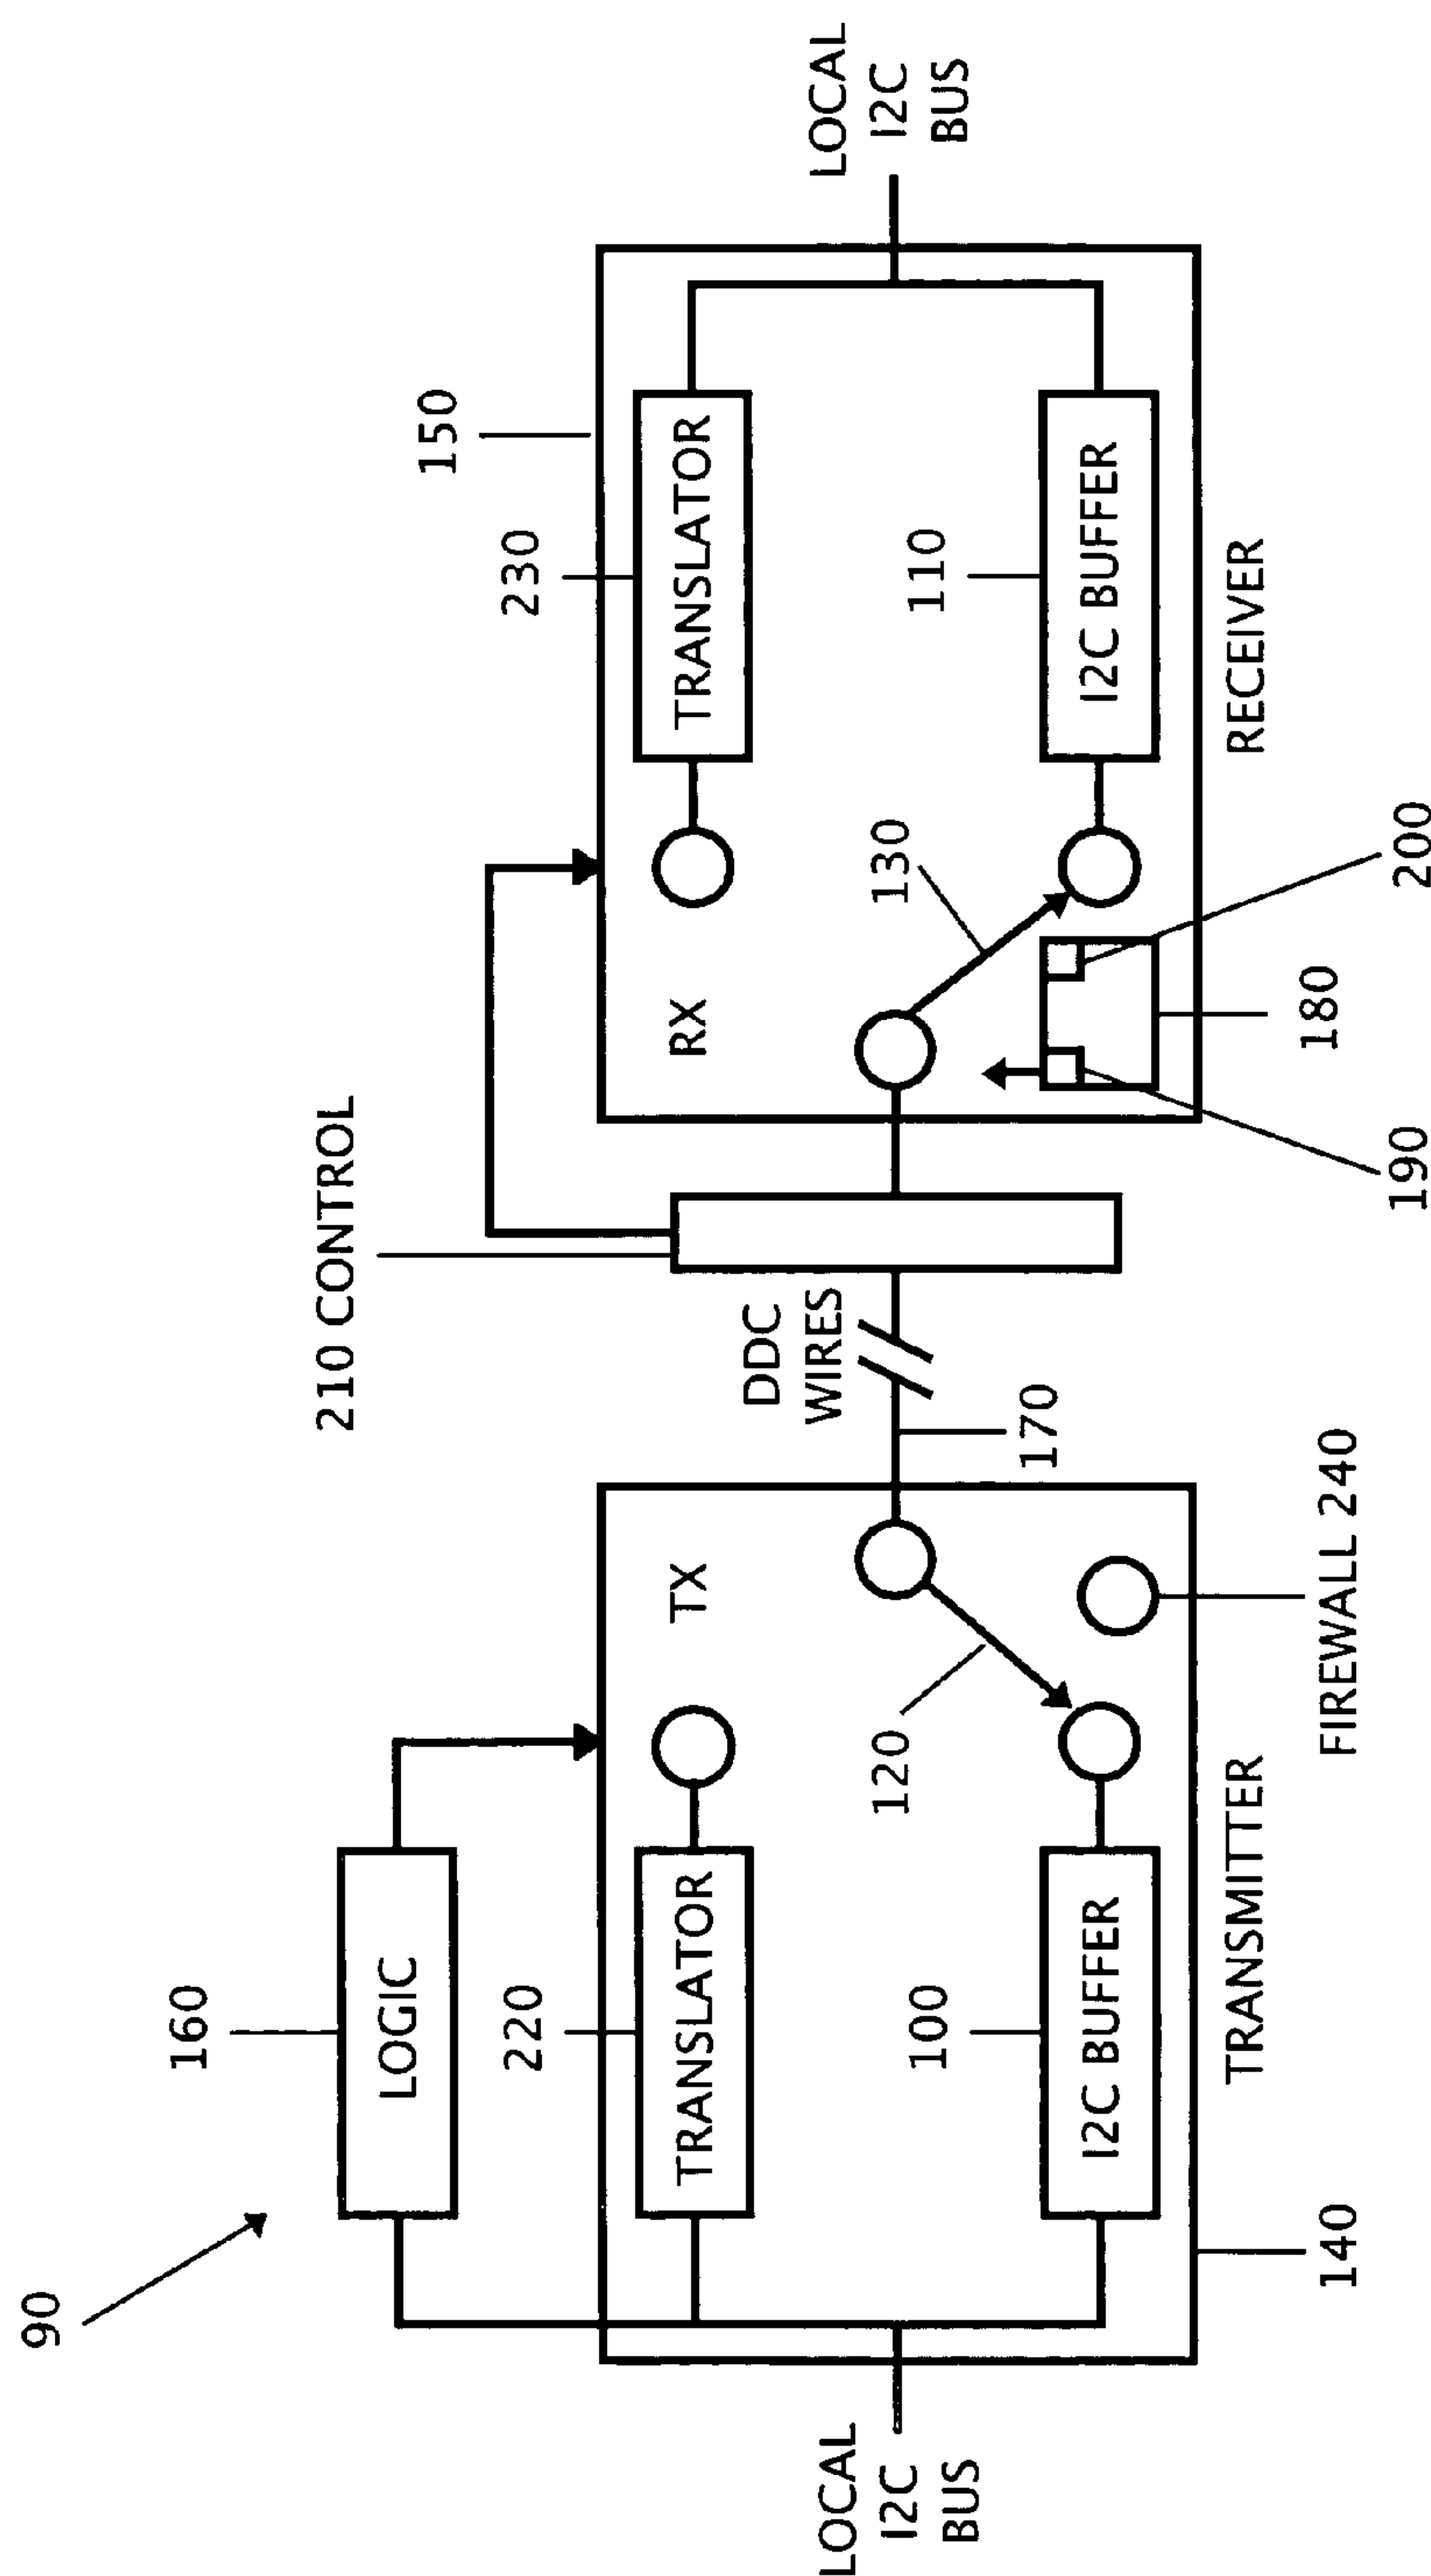 90
160
LOGIC
210 CONTROL
220
TRANSLATOR
TX
DDC
WIRES
RX
230
TRANSLATOR
150
LOCAL
I2C
BUS
LOCAL
I2C
BUS
120
170
130
100
I2C BUFFER
110
I2C BUFFER
TRANSMITTER
RECEIVER
140
FIREWALL 240
190
180
200